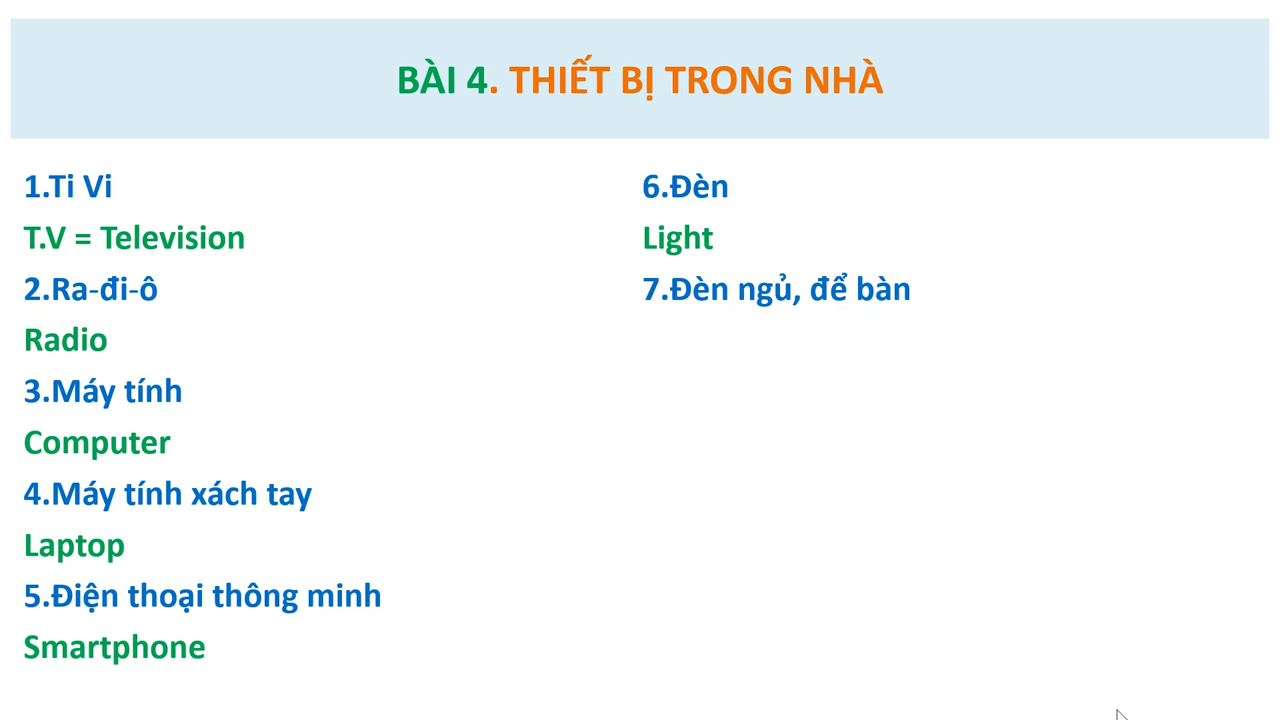 BÀI 4. THIẾT BỊ TRONG NHÀ
1.Ti Vi
T.V = Television
2.Ra-đi-ô
Radio
3.Máy tính
Computer
4.Máy tính xách tay
Laptop
5.Điện thoại thông minh
Smartphone
6.Đèn
Light
7.Đèn ngủ, để bàn